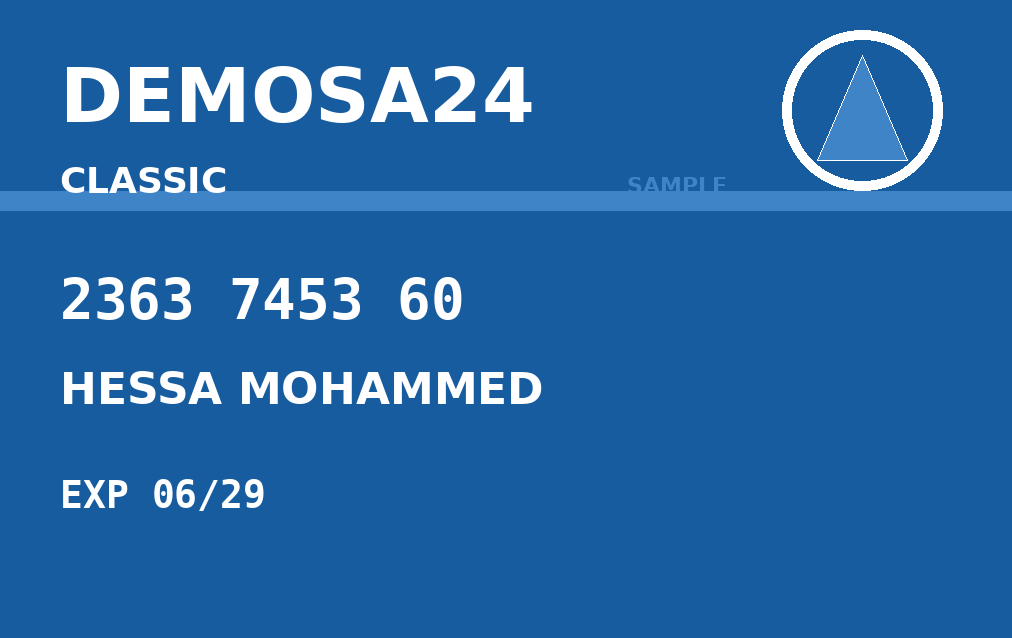 DEMOSA24
CLASSIC
SAMPLE
2363 7453 60
HESSA MOHAMMED
EXP 06/29